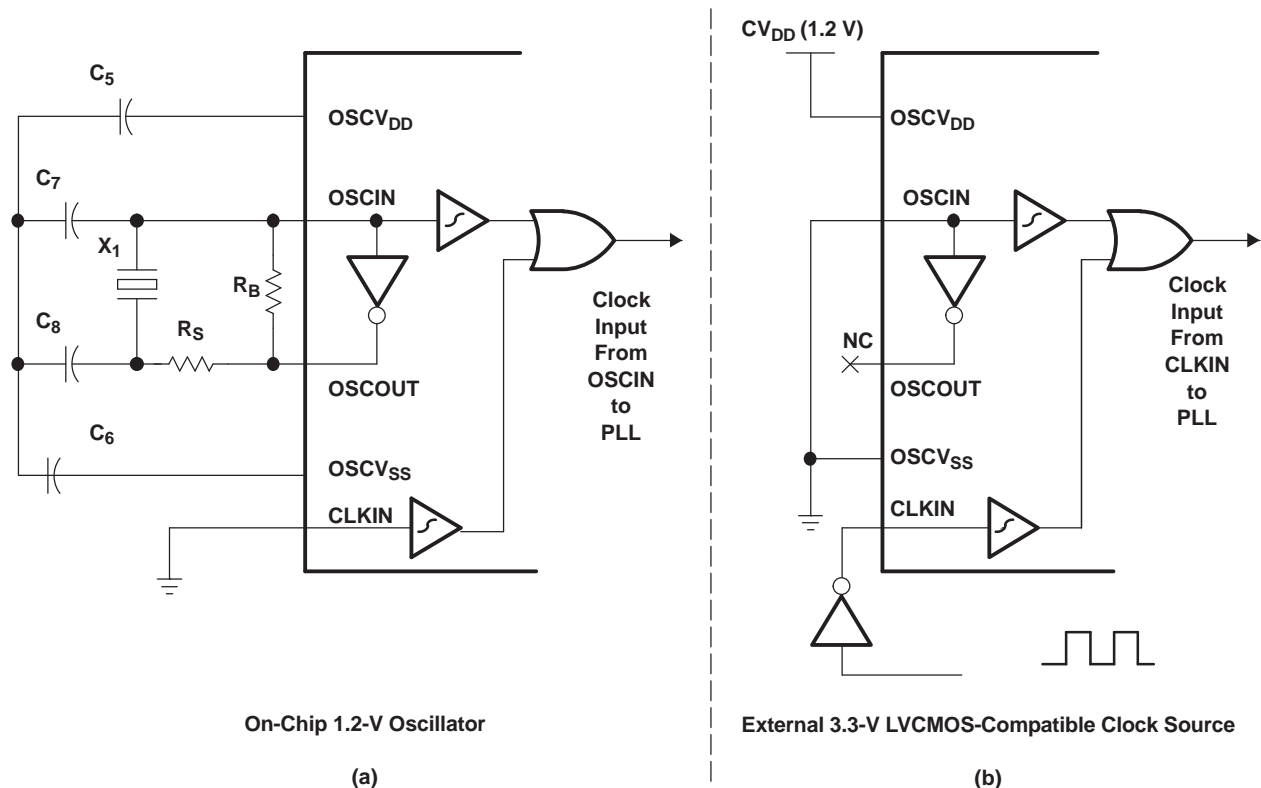 C5
OSCVDD
C7
OSCIN
X1
RB
C8
RS
OSCOUT
C6
OSCVSS
CLKIN
Clock
Input
From
OSCIN
to
PLL
On-Chip 1.2-V Oscillator
(a)
CVDD (1.2 V)
OSCVDD
OSCIN
NC
OSCOUT
OSCVSS
CLKIN
Clock
Input
From
CLKIN
to
PLL
External 3.3-V LVCMOS-Compatible Clock Source
(b)